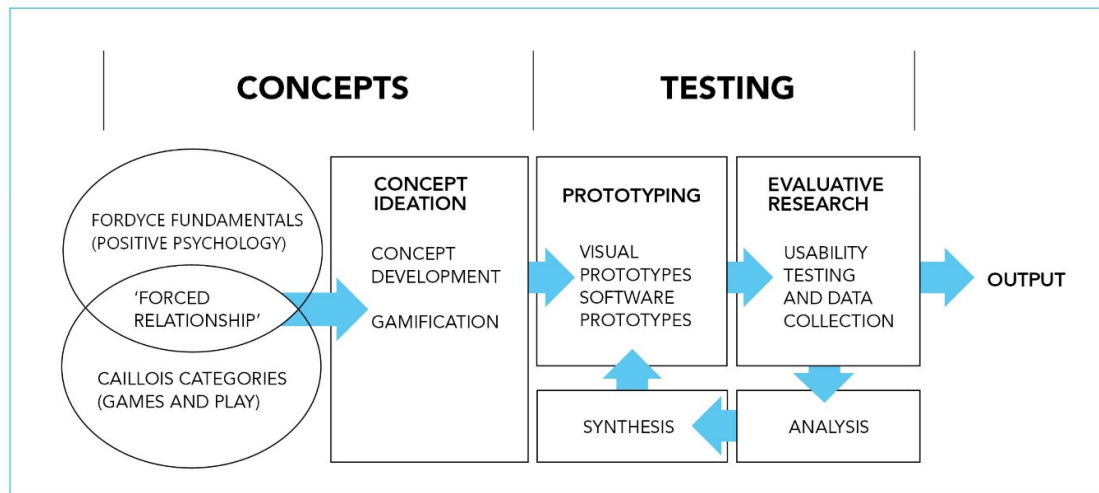 CONCEPTS
TESTING
FORDYCE FUNDAMENTALS
(POSITIVE PSYCHOLOGY)
'FORCED
RELATIONSHIP'
CAILLOIS CATEGORIES
(GAMES AND PLAY)
CONCEPT
IDEATION
CONCEPT
DEVELOPMENT
GAMIFICATION
PROTOTYPING
VISUAL
PROTOTYPES
SOFTWARE
PROTOTYPES
EVALUATIVE
RESEARCH
USABILITY
TESTING
AND DATA
COLLECTION
OUTPUT
SYNTHESIS
ANALYSIS